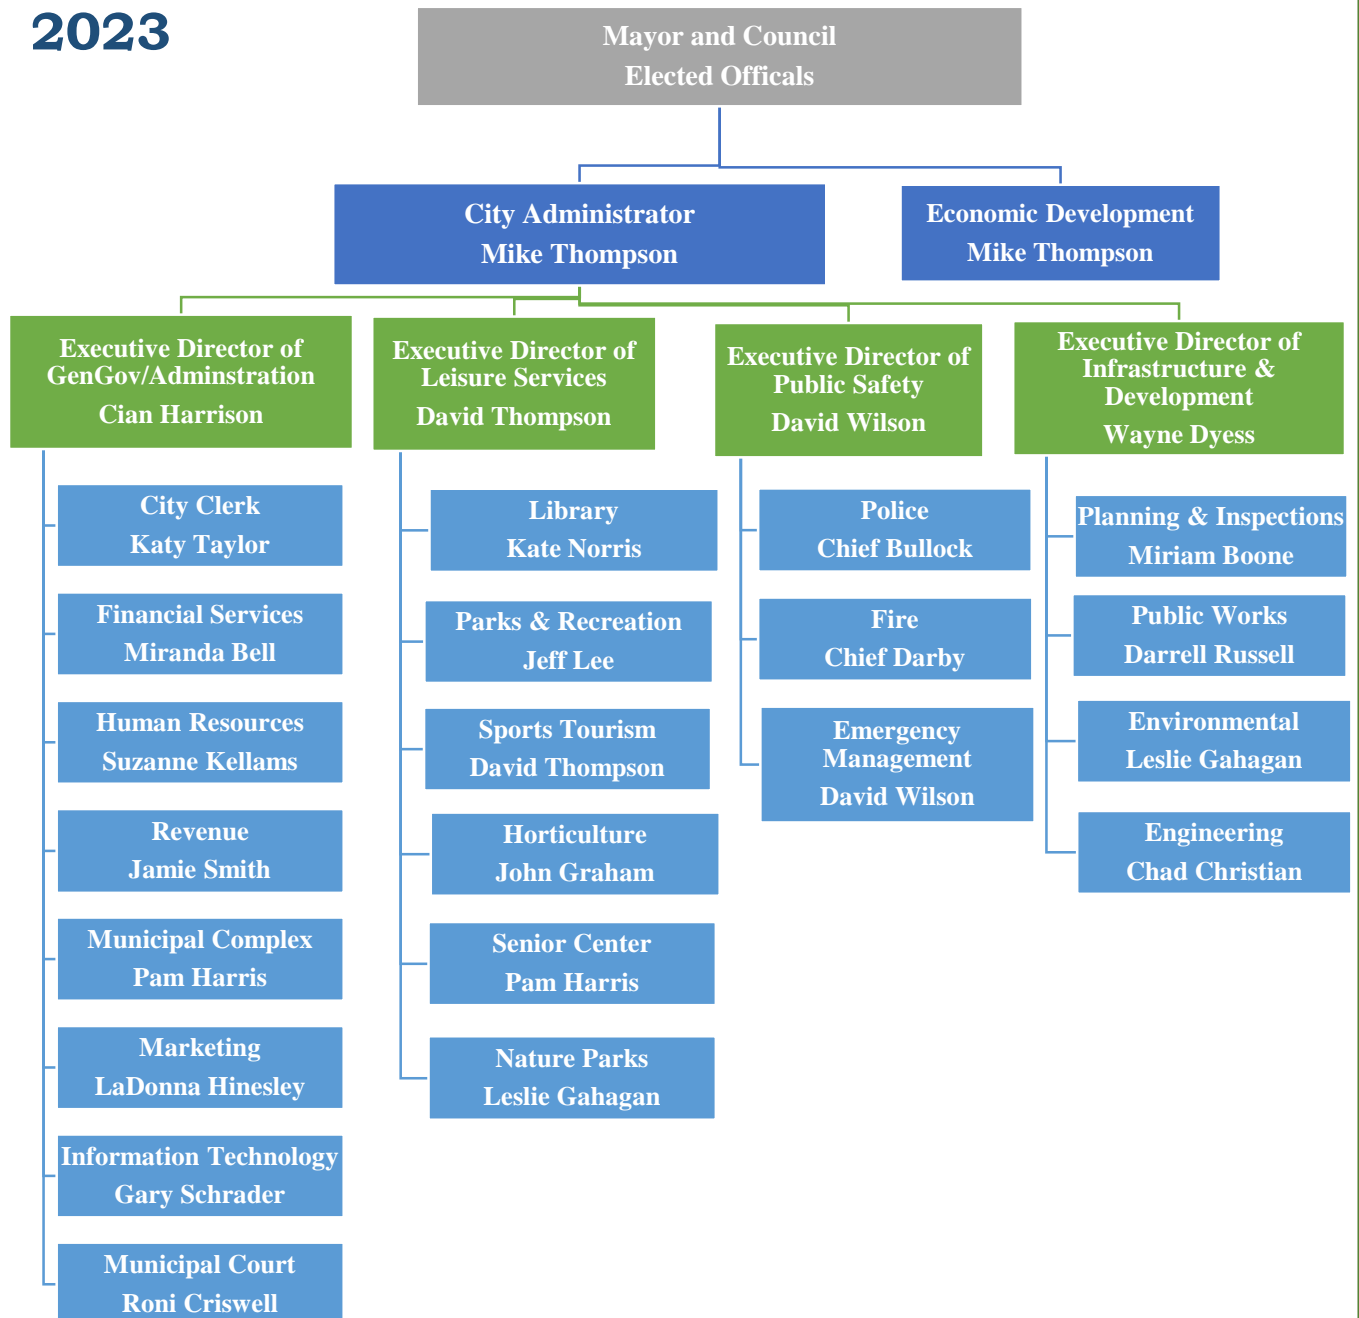 2023
Mayor and Council
Elected Officals
City Administrator
Mike Thompson
Economic Development
Mike Thompson
Executive Director of
GenGov/Adminstration
Cian Harrison
Executive Director of
Leisure Services
David Thompson
Executive Director of
Public Safety
David Wilson
Executive Director of
Infrastructure &
Development
Wayne Dyess
City Clerk
Katy Taylor
Financial Services
Miranda Bell
Human Resources
Suzanne Kellams
Revenue
Jamie Smith
Municipal Complex
Pam Harris
Marketing
LaDonna Hinesley
Information Technology
Gary Schrader
Municipal Court
Roni Criswell
Library
Kate Norris
Parks & Recreation
Jeff Lee
Sports Tourism
David Thompson
Horticulture
John Graham
Senior Center
Pam Harris
Nature Parks
Leslie Gahagan
Police
Chief Bullock
Fire
Chief Darby
Emergency
Management
David Wilson
Planning & Inspections
Miriam Boone
Public Works
Darrell Russell
Environmental
Leslie Gahagan
Engineering
Chad Christian